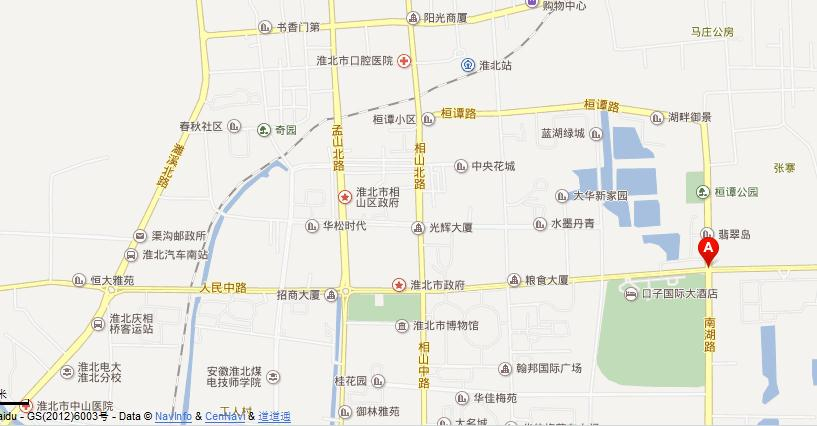 购物中心
阳光商厦
书香门第
马庄公房
淮北市口腔医院
淮北站
桓谭路
桓谭小区
桓谭路
湖畔御景
春秋社区
奇园
孟山北路
蓝湖绿城
濉溪北路
相山北路
中央花城
张寨
淮北市相
山区政府
大华新家园
桓谭公园
华松时代
光辉大厦
水墨丹青
翡翠岛
渠沟邮政所
淮北汽车南站
A
恒大雅苑
人民中路
招商大厦
淮北市政府
粮食大厦
口子国际大酒店
淮北庆相
桥客运站
淮北市博物馆
南湖路
相山中路
淮北电大
淮北分校
安徽淮北煤
电技师学院
桂花园
翰邦国际广场
米
淮北市中山医院
工人村
御林雅苑
华佳梅苑
大名城
aidu - GS(2012)6003号 - Data © NavInfo & CenNavi & 道道通